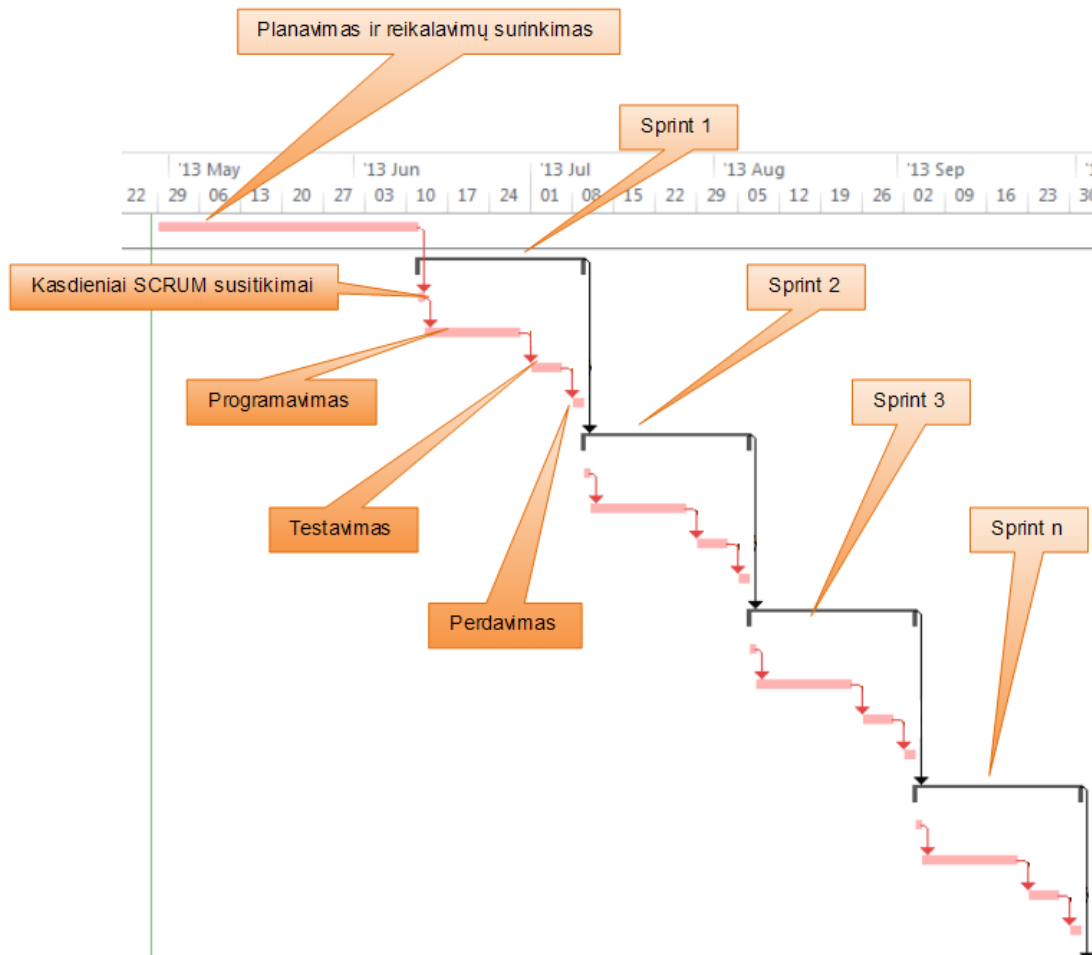 Planavimas ir reikalavimų surinkimas
Sprint 1
'13 May '13 Jun '13 Jul '13 Aug '13 Sep
22 29 06 13 20 27 03 10 17 24 01 08 15 22 29 05 12 19 26 02 09 16 23 30
Kasdieniai SCRUM susitikimai
Sprint 2
Programavimas
Sprint 3
Testavimas
Sprint n
Perdavimas